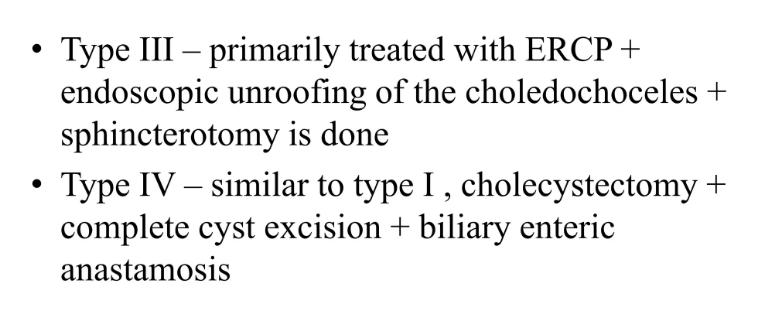 • Type III – primarily treated with ERCP +
endoscopic unroofing of the choledochoceles +
sphincterotomy is done
• Type IV – similar to type I , cholecystectomy +
complete cyst excision + biliary enteric
anastamosis